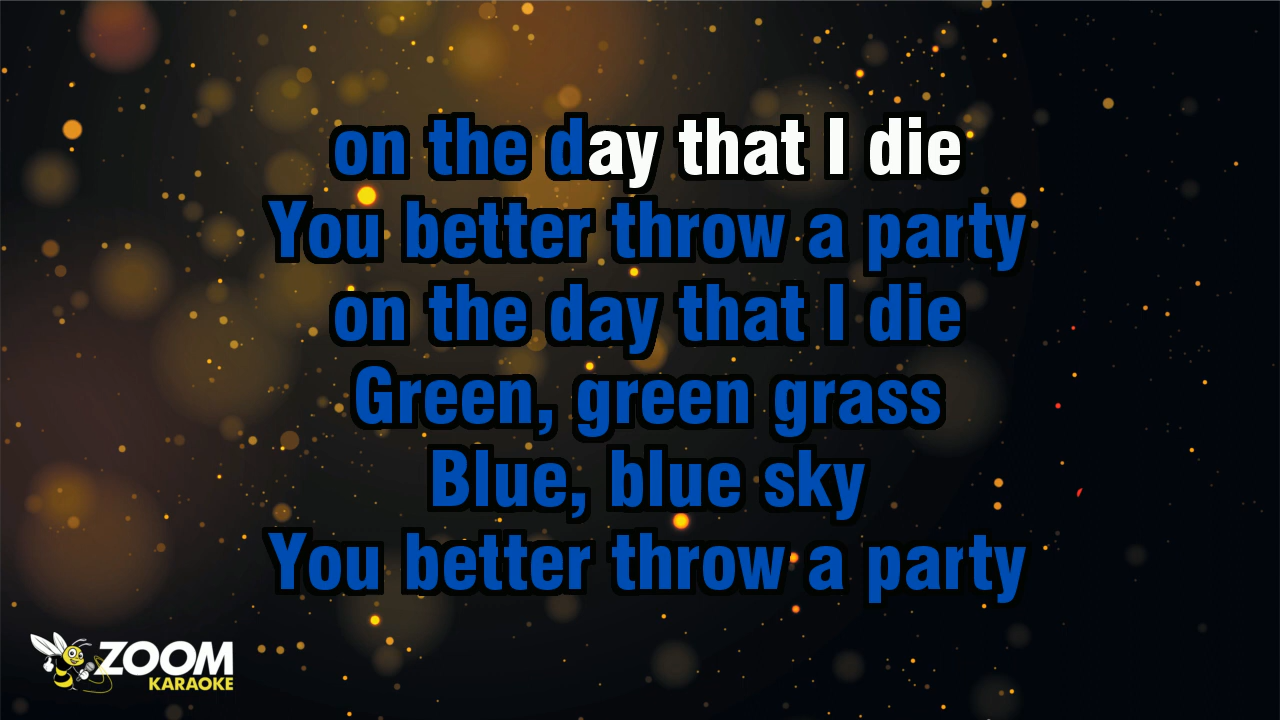 on the day that I die
You better throw a party
on the day that I die
Green, green grass
Blue, blue sky
You better throw a party
ZOOM
KARAOKE